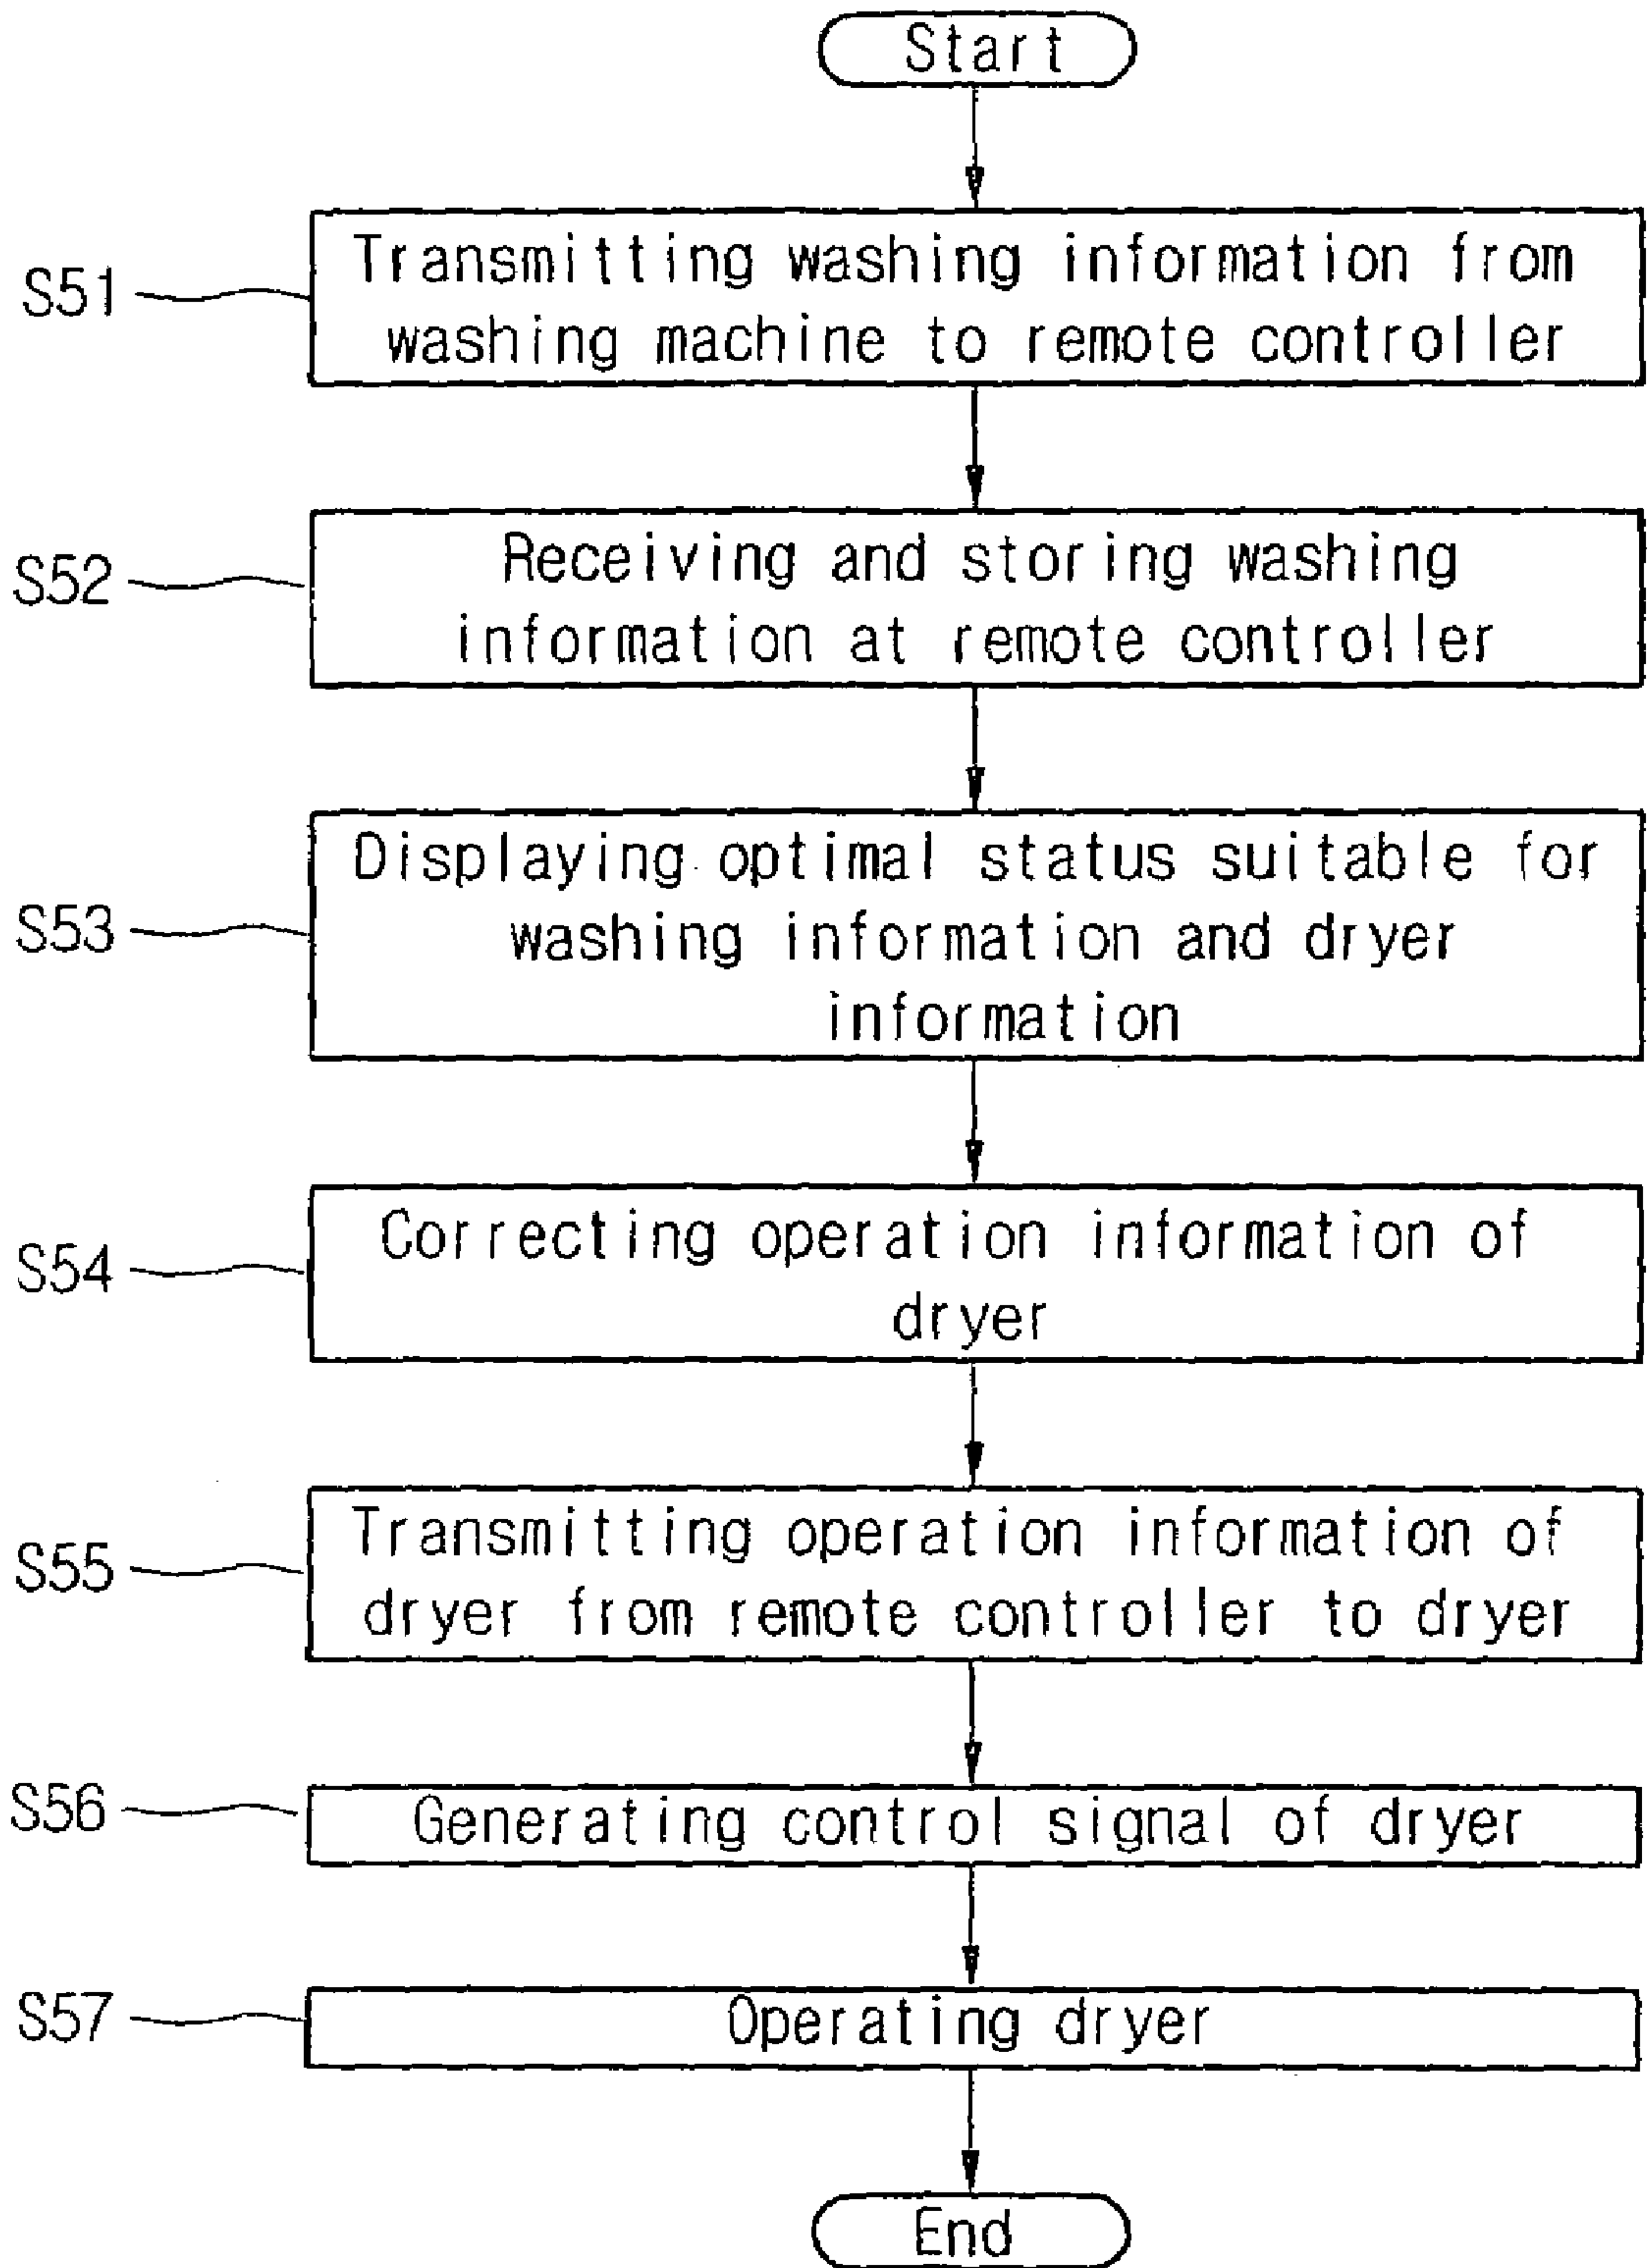 Start
S51
Transmitting washing information from
washing machine to remote controller
S52
Receiving and storing washing
information at remote controller
S53
Displaying optimal status suitable for
washing information and dryer
information
S54
Correcting operation information of
dryer
S55
Transmitting operation information of
dryer from remote controller to dryer
S56
Generating control signal of dryer
S57
Operating dryer
End